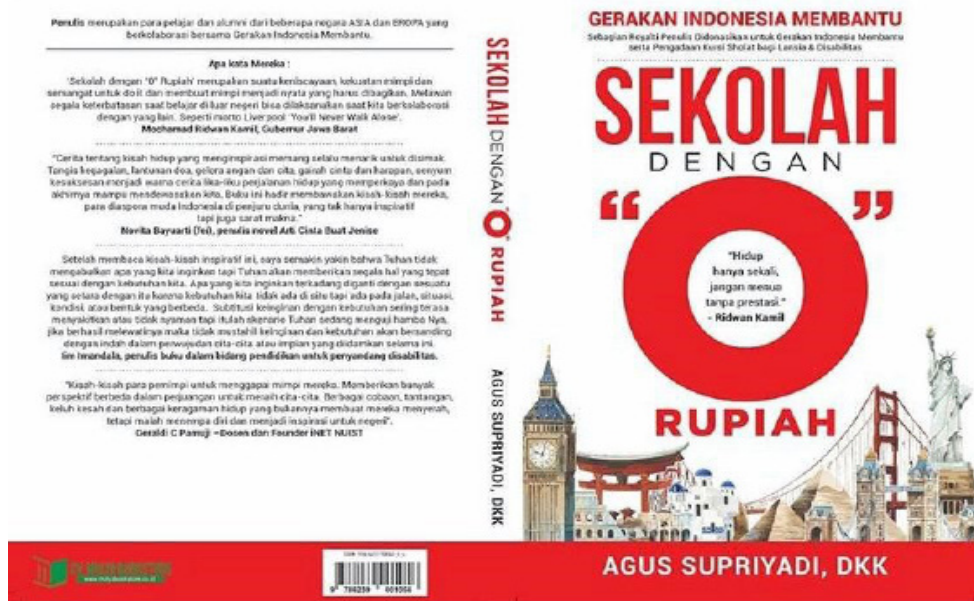 Penulis merupakan para pelajar dan alumni dari beberapa negara ASIA dan EROPA yang
berkolaborasi bersama Gerakan Indonesia Membantu.
Apa kata Mereka :
'Sekolah dengan "0" Rupiah' merupakan suatu keniscayaan, kekuatan mimpi dan
semangat untuk do it dan membuat mimpi menjadi nyata yang harus dibagikan. Melawan
segala keterbatasan saat belajar di luar negeri bisa dilaksanakan saat kita berkolaborasi
dengan yang lain. Seperti motto Liverpool 'You'll Never Walk Alone'.
Mochamad Ridwan Kamil, Gubernur Jawa Barat
"Cerita tentang kisah hidup yang menginspirasi memang selalu menarik untuk disimak.
Tangis kegagalan, lantunan doa, gelora angan dan cita, gairah cinta dan harapan, senyum
kesuksesan menjadi warna cerita lika-liku perjalanan hidup yang memperkaya dan pada
akhirnya mampu mendewasakan kita. Buku ini hadir membawakan kisah-kisah mereka,
para diaspora muda Indonesia di penjuru dunia, yang tak hanya inspiratif
tapi juga sarat makna."
Novita Bayuarti (Jei), penulis novel Arti Cinta Buat Jenise
Setelah membaca kisah-kisah inspiratif ini, saya semakin yakin bahwa Tuhan tidak
mengabulkan apa yang kita inginkan tapi Tuhan akan memberikan segala hal yang tepat
sesuai dengan kebutuhan kita. Apa yang kita inginkan terkadang diganti dengan sesuatu
yang setara dengan itu karena kebutuhan kita tidak ada di situ tapi ada pada jalan, situasi,
kondisi, atau bentuk yang berbeda. Subtitusi keinginan dengan kebutuhan sering terasa
menyakitkan atau tidak nyaman tapi itulah skenario Tuhan sedang menguji hamba Nya,
jika berhasil melewatinya maka tidak mustahil keinginan dan kebutuhan akan bersanding
dengan indah dalam perwujudan cita-cita atau impian yang didamkan selama ini.
Iim Imandala, penulis buku dalam bidang pendidikan untuk penyandang disabilitas.
"Kisah-kisah para pemimpi untuk menggapai mimpi mereka. Memberikan banyak
perspektif berbeda dalam perjuangan untuk meraih cita-cita. Berbagai cobaan, tantangan,
keluh kesah dan berbagai keragaman hidup yang bukannya membuat mereka menyerah,
tetapi malah menempa diri dan menjadi inspirasi untuk negeri".
Geraldi C Pamuji –Dosen dan Founder iNET NUIST
SEKOLAH DENGAN "0" RUPIAH
AGUS SUPRIYADI, DKK
GERAKAN INDONESIA MEMBANTU
Sebagian Royalti Penulis Didonasikan untuk Gerakan Indonesia Membantu
serta Pengadaan Kursi Sholat bagi Lansia & Disabilitas
SEKOLAH
DENGAN
"0"
"Hidup
hanya sekali,
jangan menua
tanpa prestasi."
- Ridwan Kamil
RUPIAH
AGUS SUPRIYADI, DKK